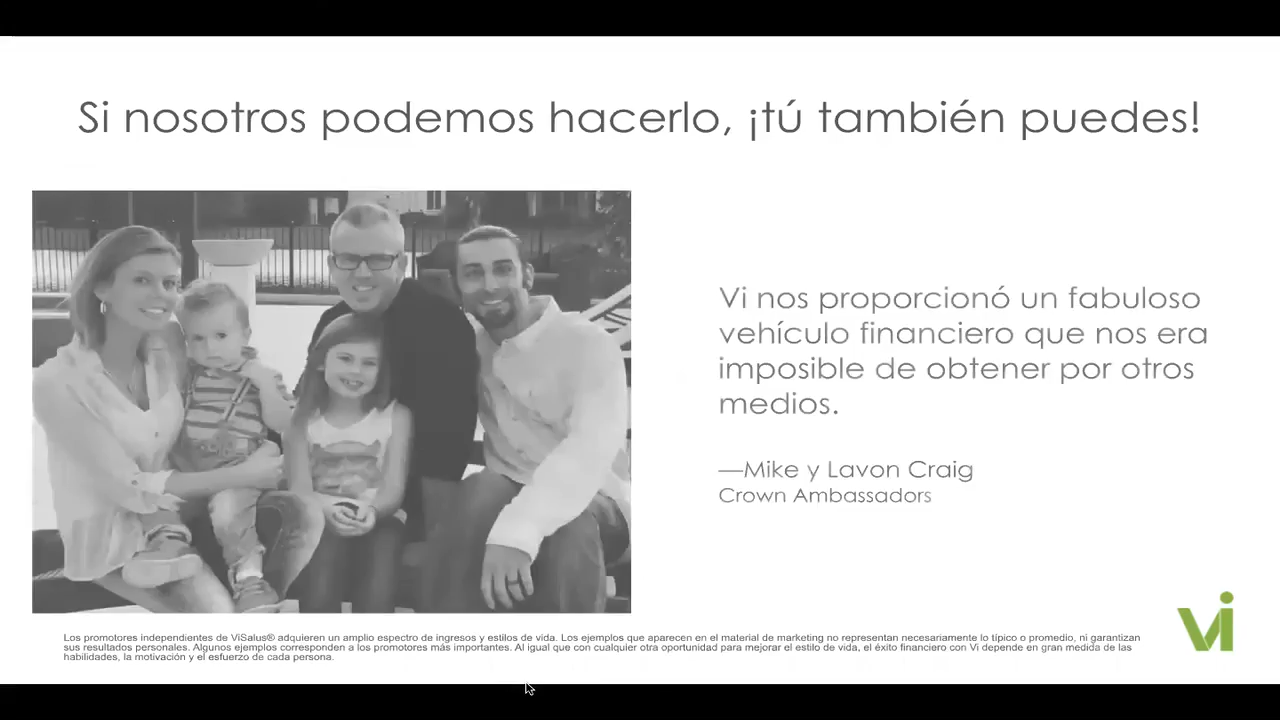 Si nosotros podemos hacerlo, ¡tú también puedes!
Vi nos proporcionó un fabuloso
vehículo financiero que nos era
imposible de obtener por otros
medios.
—Mike y Lavon Craig
Crown Ambassadors
Vi
Los promotores independientes de ViSalus® adquieren un amplio espectro de ingresos y estilos de vida. Los ejemplos que aparecen en el material de marketing no representan necesariamente lo típico o promedio, ni garantizan
sus resultados personales. Algunos ejemplos corresponden a los promotores más importantes. Al igual que con cualquier otra oportunidad para mejorar el estilo de vida, el éxito financiero con Vi depende en gran medida de las
habilidades, la motivación y el esfuerzo de cada persona.